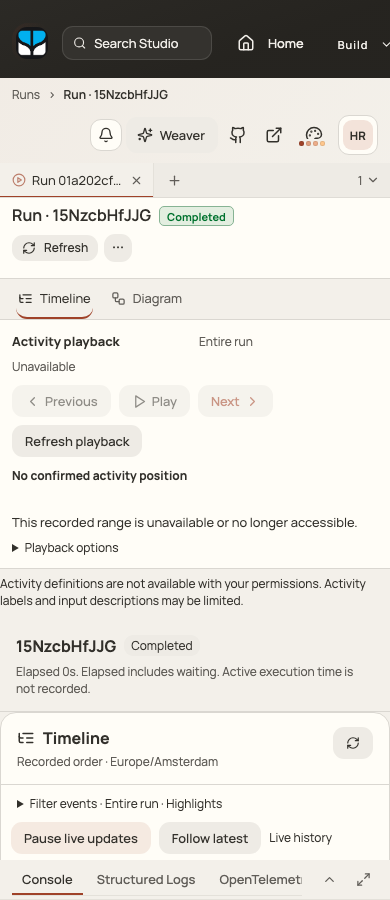 Search Studio
Home
Build
Runs > Run · 15NzcbHfJJG
Weaver
HR
Run 01a202cf...
1
Run · 15NzcbHfJJG Completed
Refresh
Timeline Diagram
Activity playback Entire run
Unavailable
Previous Play Next
Refresh playback
No confirmed activity position
This recorded range is unavailable or no longer accessible.
Playback options
Activity definitions are not available with your permissions. Activity
labels and input descriptions may be limited.
15NzcbHfJJG Completed
Elapsed 0s. Elapsed includes waiting. Active execution time is
not recorded.
Timeline
Recorded order · Europe/Amsterdam
Filter events · Entire run · Highlights
Pause live updates Follow latest Live history
Console Structured Logs OpenTelemet